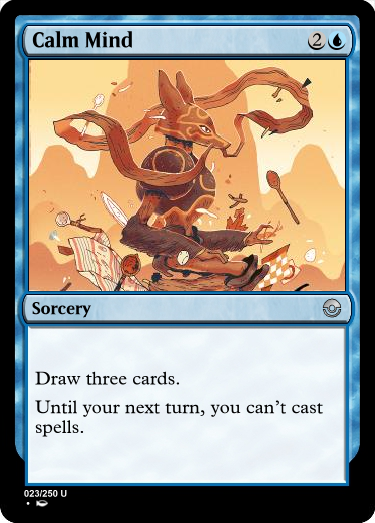 Calm Mind 2
Sorcery
Draw three cards.
Until your next turn, you can't cast
spells.
023/250 U